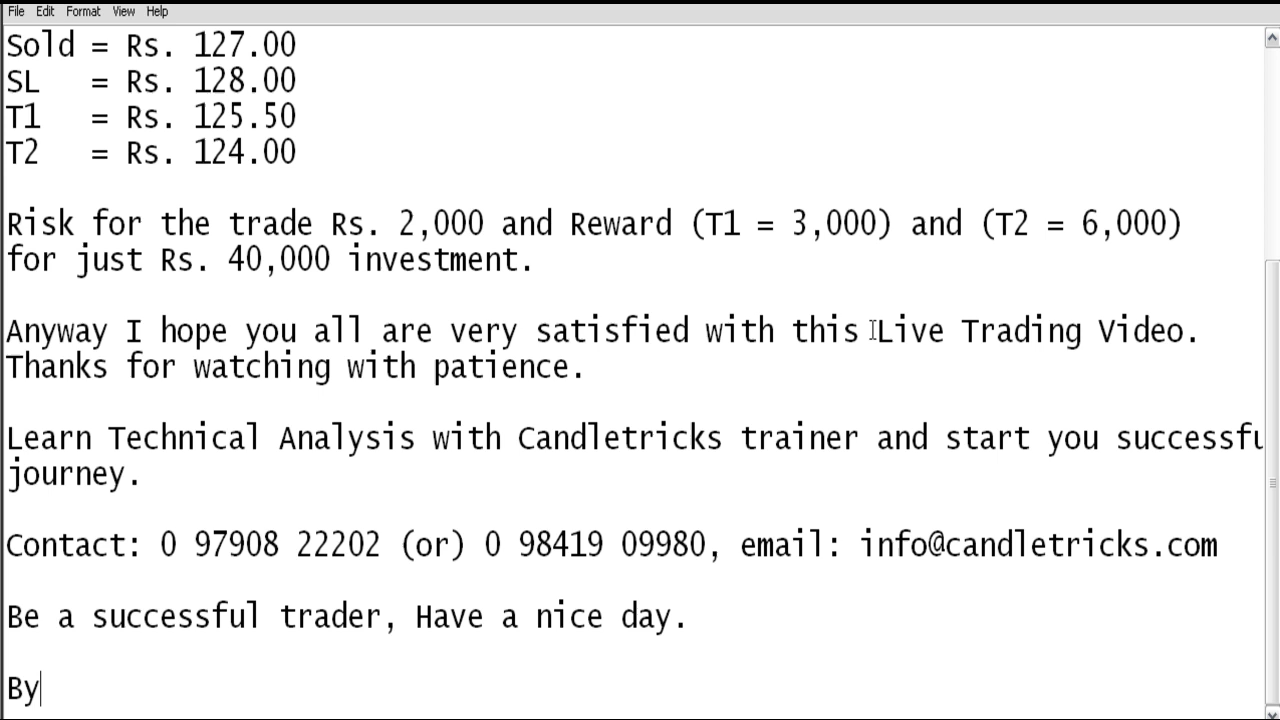 File Edit Format View Help
Sold = Rs. 127.00
SL = Rs. 128.00
T1 = Rs. 125.50
T2 = Rs. 124.00
Risk for the trade Rs. 2,000 and Reward (T1 = 3,000) and (T2 = 6,000)
for just Rs. 40,000 investment.
Anyway I hope you all are very satisfied with this Live Trading Video.
Thanks for watching with patience.
Learn Technical Analysis with Candletricks trainer and start you successfu
journey.
Contact: 0 97908 22202 (or) 0 98419 09980, email: info@candletricks.com
Be a successful trader, Have a nice day.
By